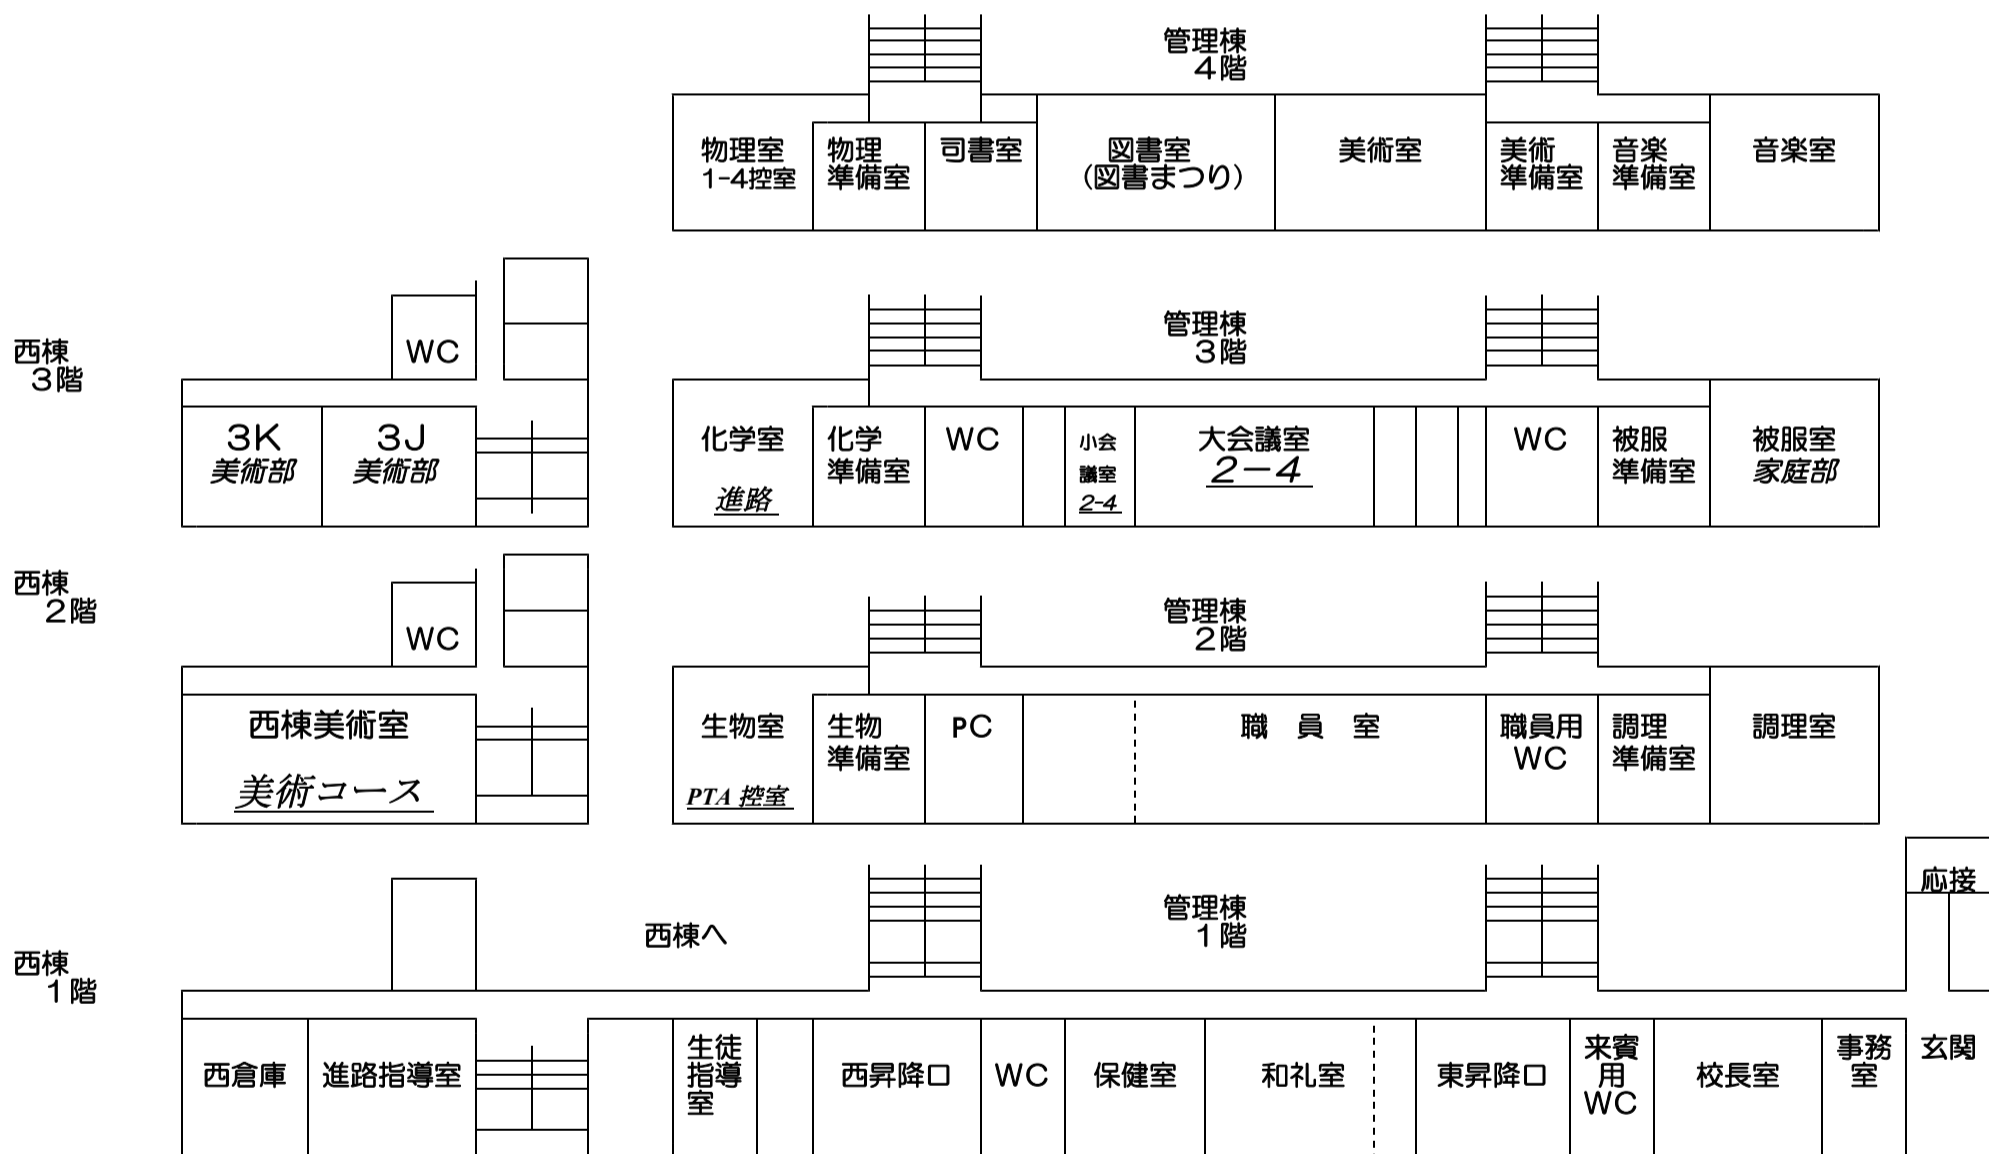 管理棟
4階
物理室
1-4控室
物理
準備室
司書室
図書室
(図書まつり)
美術室
美術
準備室
音楽
準備室
音楽室
西棟
3階
WC
3K
美術部
3J
美術部
管理棟
3階
化学室
進路
化学
準備室
WC
小会
議室
2-4
大会議室
2-4
WC
被服
準備室
被服室
家庭部
西棟
2階
WC
西棟美術室
美術コース
管理棟
2階
生物室
PTA 控室
生物
準備室
PC
職 員 室
職員用
WC
調理
準備室
調理室
西棟
1階
西棟へ
管理棟
1階
応接
西倉庫
進路指導室
生徒
指導
室
西昇降口
WC
保健室
和礼室
東昇降口
来賓
用
WC
校長室
事務
室
玄関